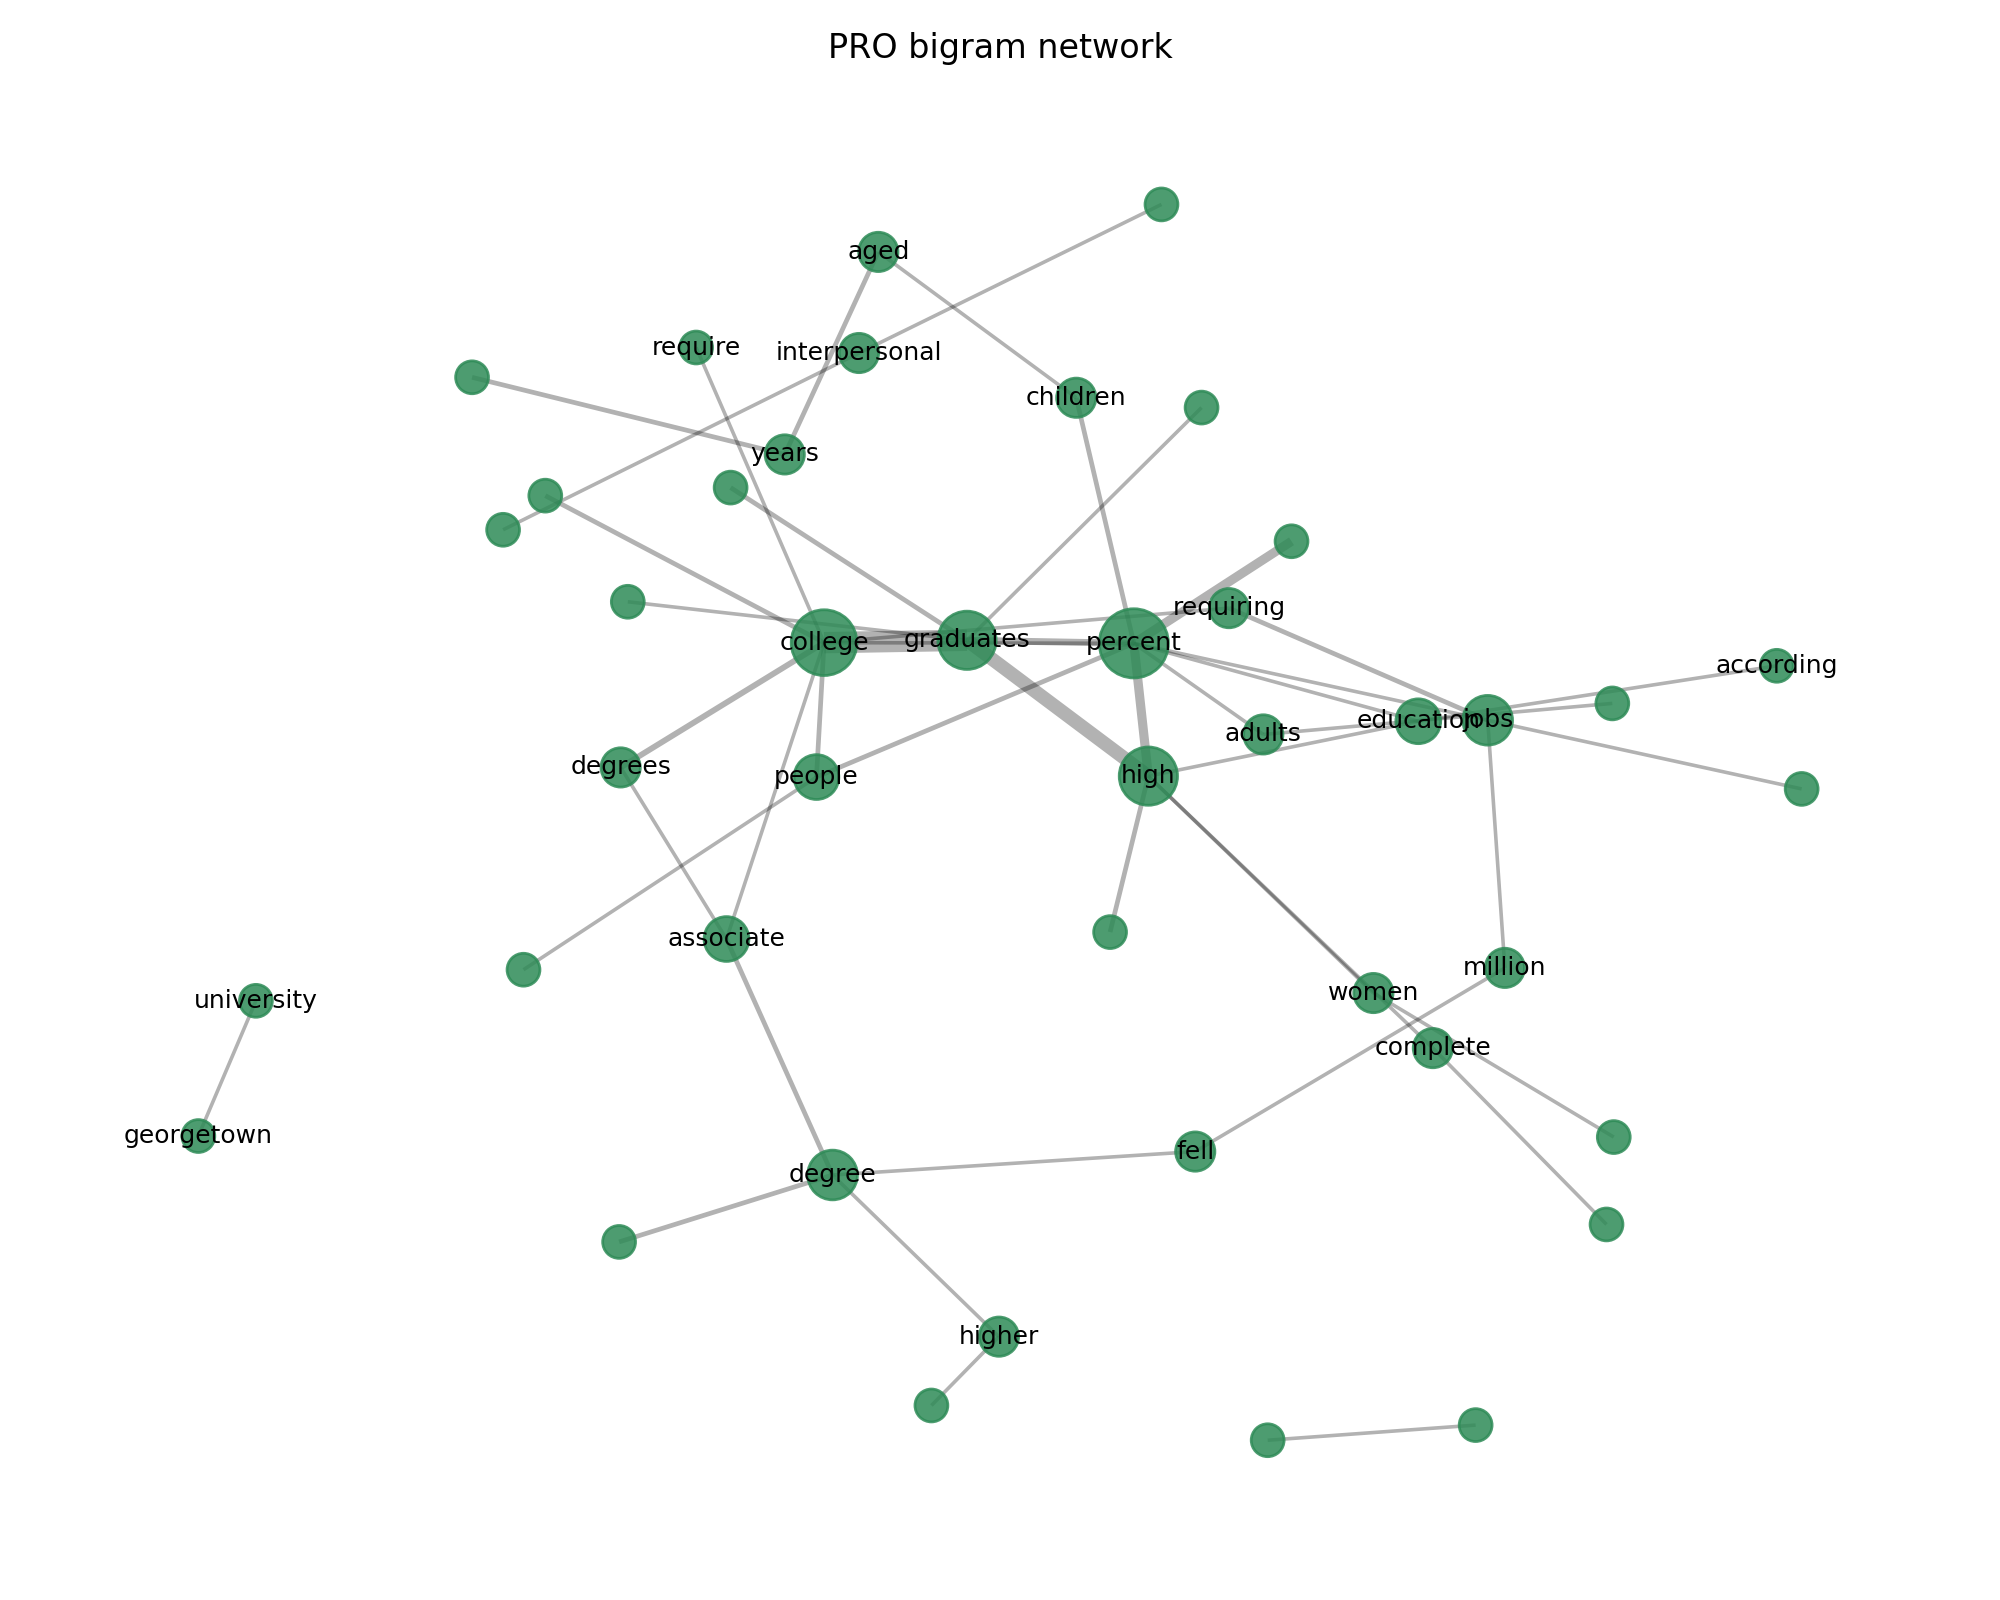 PRO bigram network
aged
require
interpersonal
children
years
requiring
college
graduates
percent
according
education
jobs
adults
degrees
people
high
associate
million
women
university
complete
georgetown
fell
degree
higher